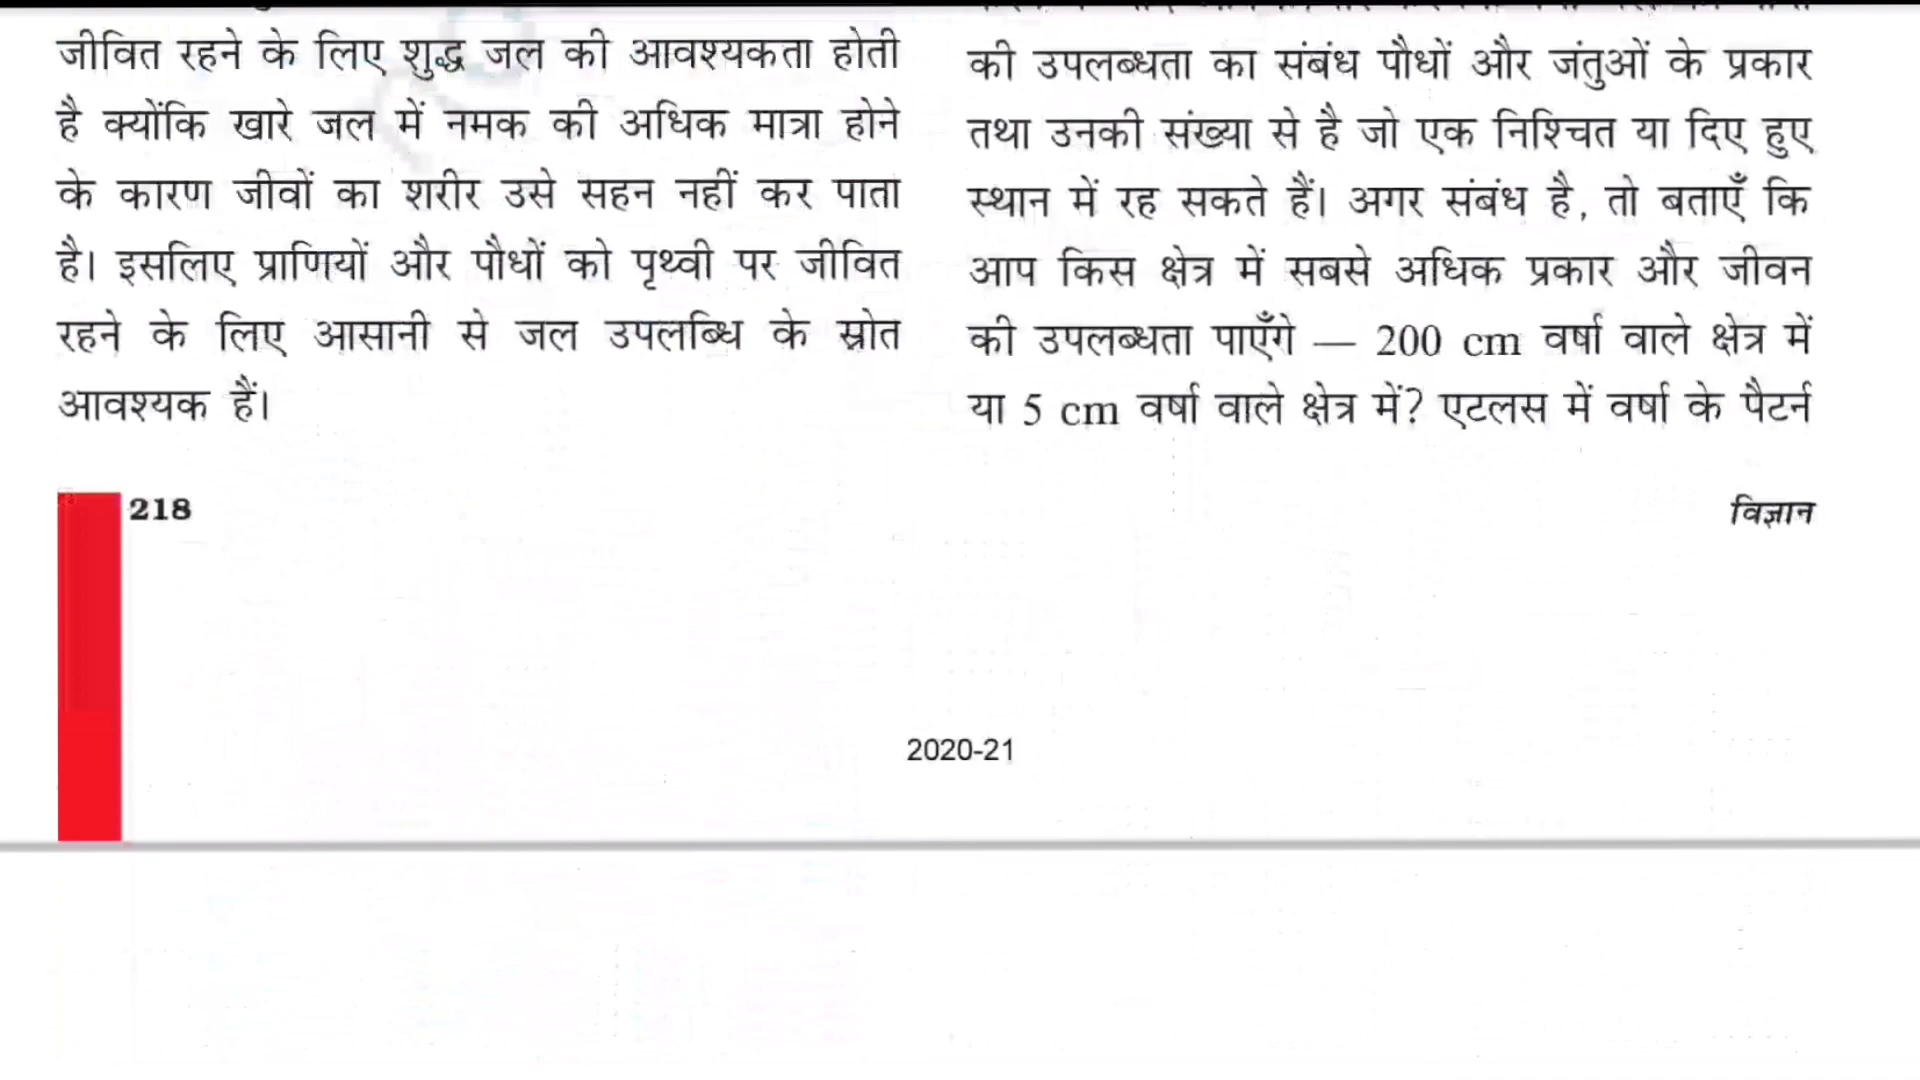 जीवित रहने के लिए शुद्ध जल की आवश्यकता होती
है क्योंकि खारे जल में नमक की अधिक मात्रा होने
के कारण जीवों का शरीर उसे सहन नहीं कर पाता
है। इसलिए प्राणियों और पौधों को पृथ्वी पर जीवित
रहने के लिए आसानी से जल उपलब्धि के स्रोत
आवश्यक हैं।
की उपलब्धता का संबंध पौधों और जंतुओं के प्रकार
तथा उनकी संख्या से है जो एक निश्चित या दिए हुए
स्थान में रह सकते हैं। अगर संबंध है, तो बताएँ कि
आप किस क्षेत्र में सबसे अधिक प्रकार और जीवन
की उपलब्धता पाएँगे — 200 cm वर्षा वाले क्षेत्र में
या 5 cm वर्षा वाले क्षेत्र में? एटलस में वर्षा के पैटर्न
218
विज्ञान
2020-21